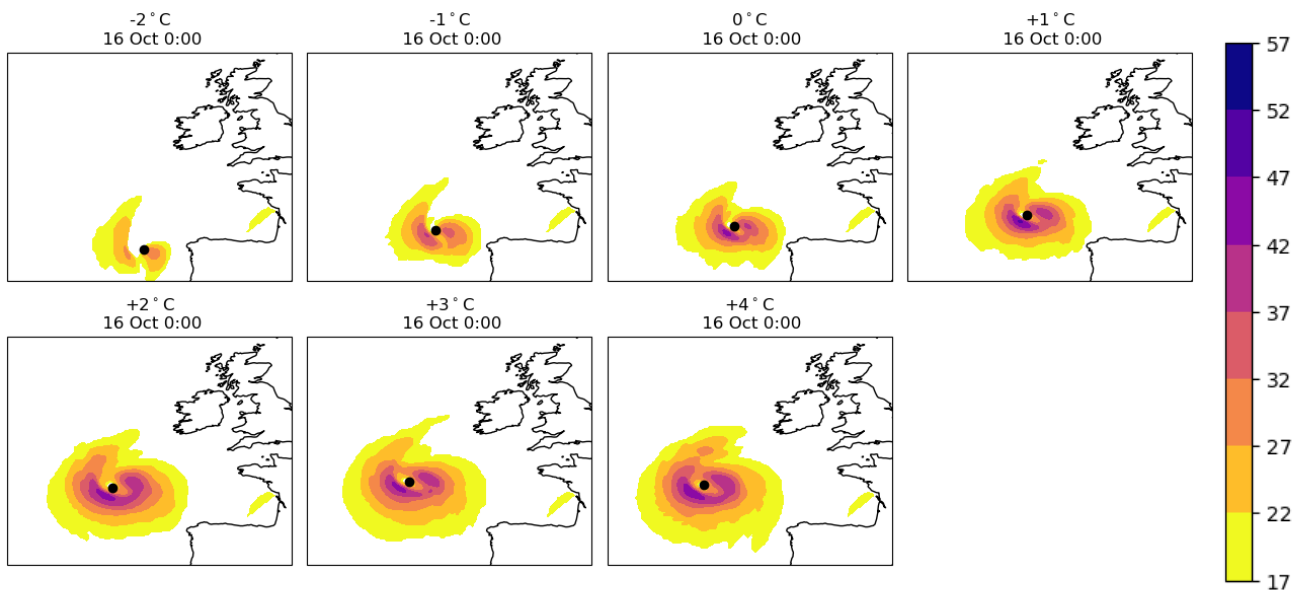 -2°C
16 Oct 0:00
-1°C
16 Oct 0:00
0°C
16 Oct 0:00
+1°C
16 Oct 0:00
+2°C
16 Oct 0:00
+3°C
16 Oct 0:00
+4°C
16 Oct 0:00
57
52
47
42
37
32
27
22
17